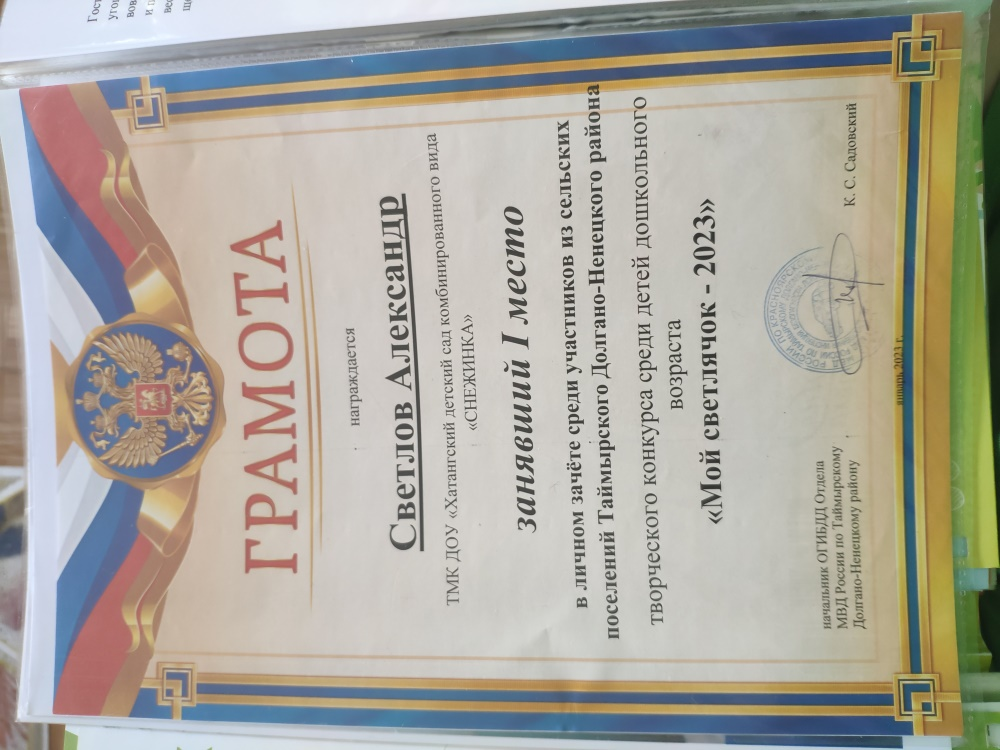 ГРАМОТА
награждается
Светлов Александр
ТМК ДОУ «Хатангский детский сад комбинированного вида
«СНЕЖИНКА»
занявший I место
в личном зачёте среди участников из сельских
поселений Таймырского Долгано-Ненецкого района
творческого конкурса среди детей дошкольного
возраста
«Мой светлячок - 2023»
начальник ОГИБДД Отдела
МВД России по Таймырскому
Долгано-Ненецкому району
К. С. Садовский
январь 2023 г.